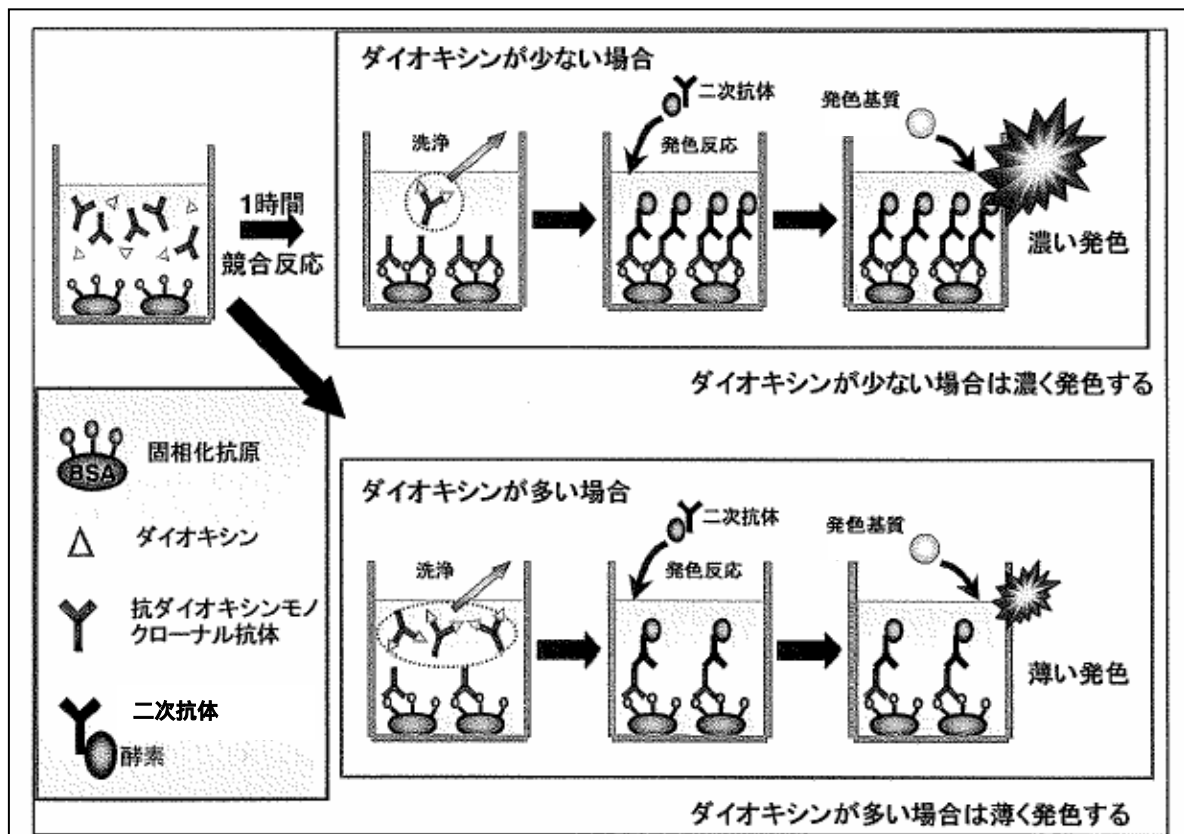 ダイオキシンが少ない場合
二次抗体
発色基質
洗浄
発色反応
1時間
競合反応
濃い発色
ダイオキシンが少ない場合は濃く発色する
BSA
固相化抗原
ダイオキシン
抗ダイオキシンモノ
クローナル抗体
二次抗体
酵素
ダイオキシンが多い場合
二次抗体
発色基質
洗浄
発色反応
薄い発色
ダイオキシンが多い場合は薄く発色する